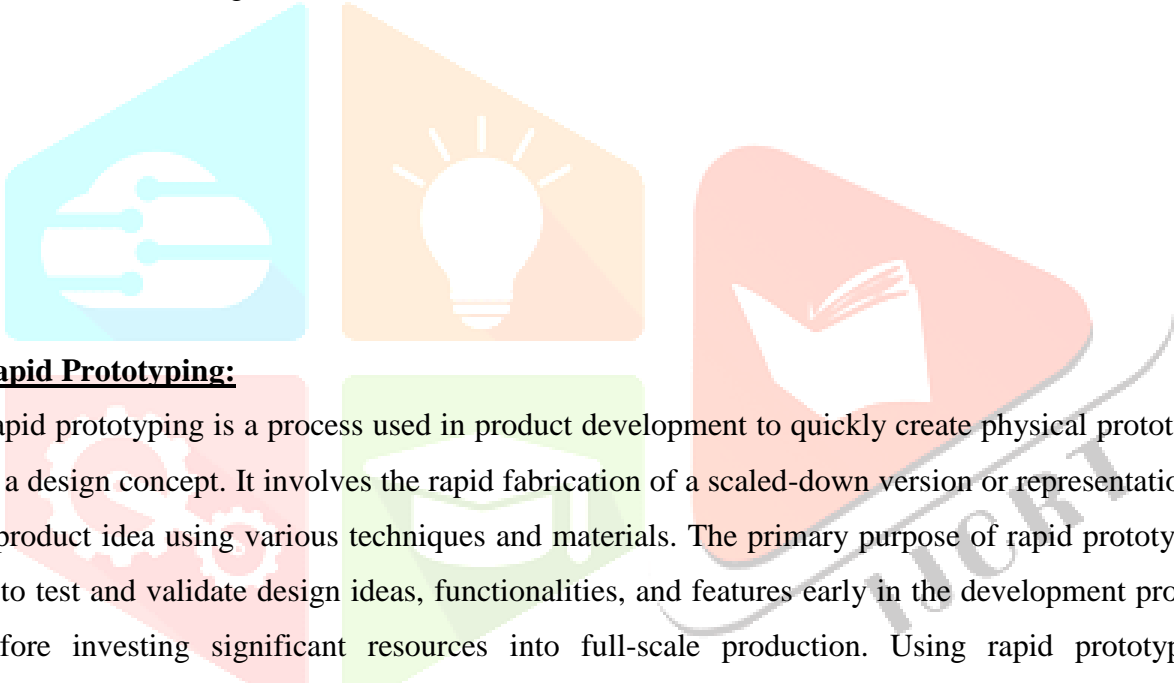 apid Prototyping:
apid prototyping is a process used in product development to quickly create physical protot
a design concept. It involves the rapid fabrication of a scaled-down version or representatio
product idea using various techniques and materials. The primary purpose of rapid prototy
to test and validate design ideas, functionalities, and features early in the development pro
fore investing significant resources into full-scale production. Using rapid prototyp
IJCRT